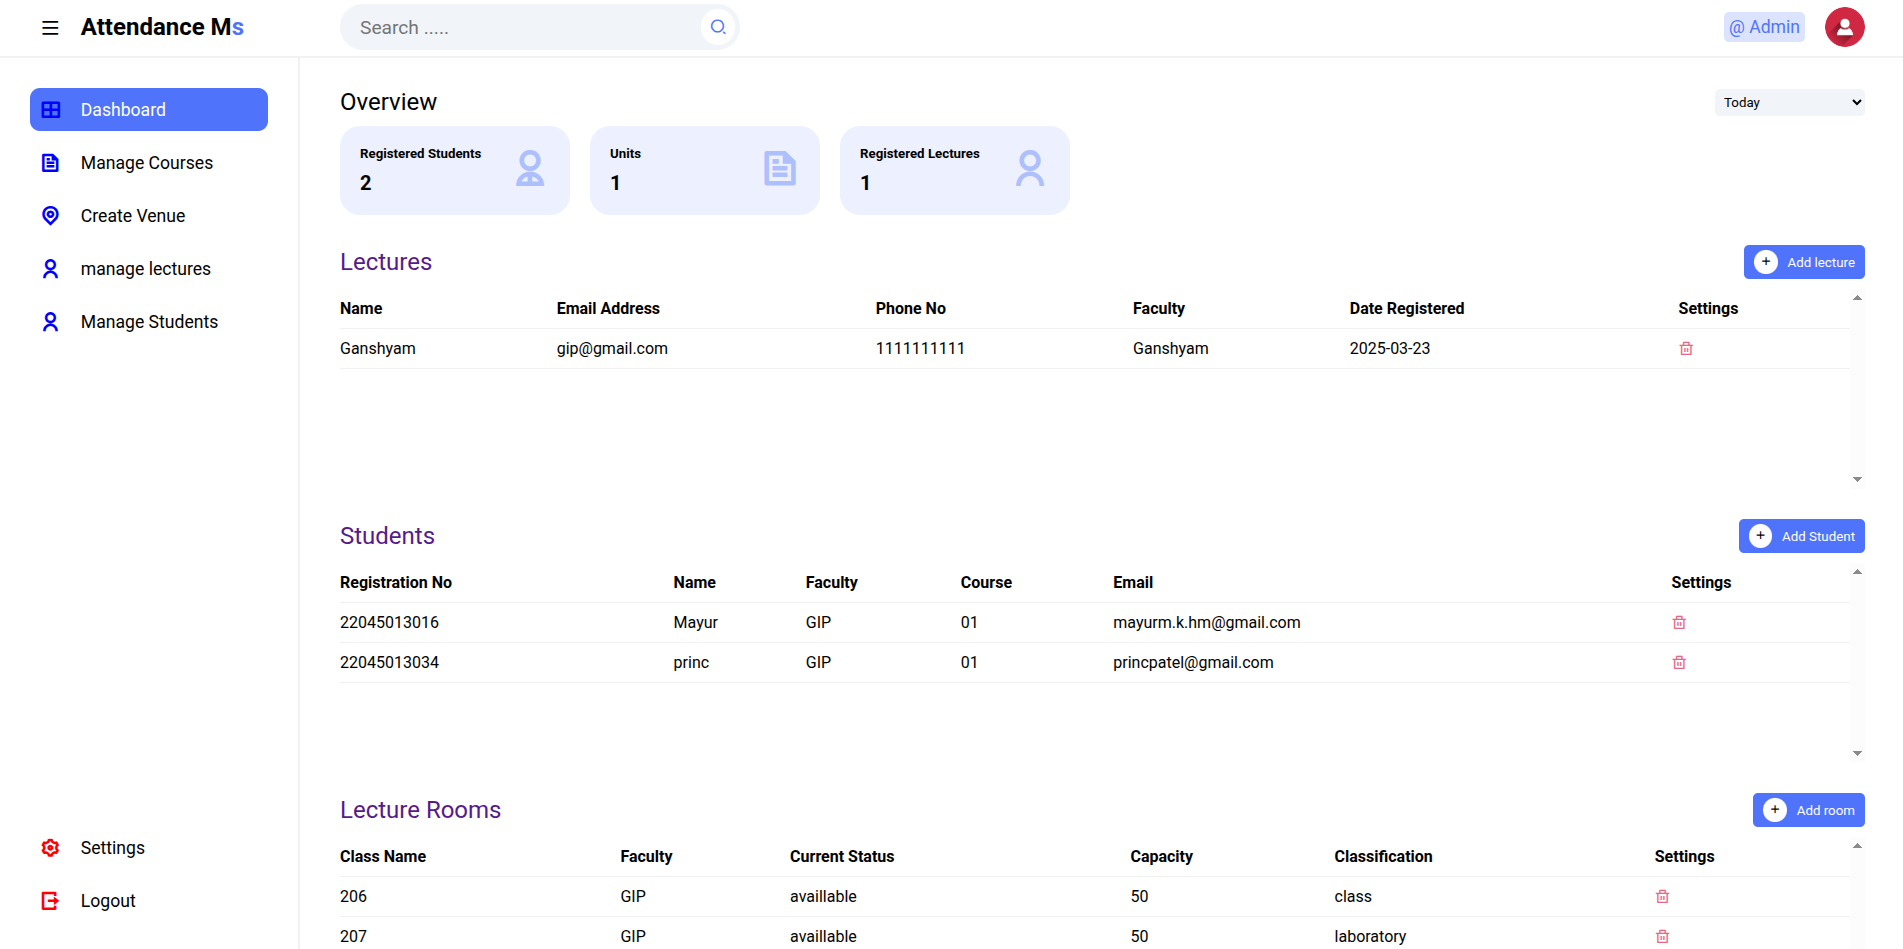 Attendance Ms
Search .....
@ Admin
Dashboard
Manage Courses
Create Venue
manage lectures
Manage Students
Settings
Logout
Overview
Today
Registered Students
2
Units
1
Registered Lectures
1
Lectures
Add lecture
Name Email Address Phone No Faculty Date Registered Settings
Ganshyam gip@gmail.com 1111111111 Ganshyam 2025-03-23
Students
Add Student
Registration No Name Faculty Course Email Settings
22045013016 Mayur GIP 01 mayurm.k.hm@gmail.com
22045013034 princ GIP 01 princpatel@gmail.com
Lecture Rooms
Add room
Class Name Faculty Current Status Capacity Classification Settings
206 GIP availlable 50 class
207 GIP availlable 50 laboratory